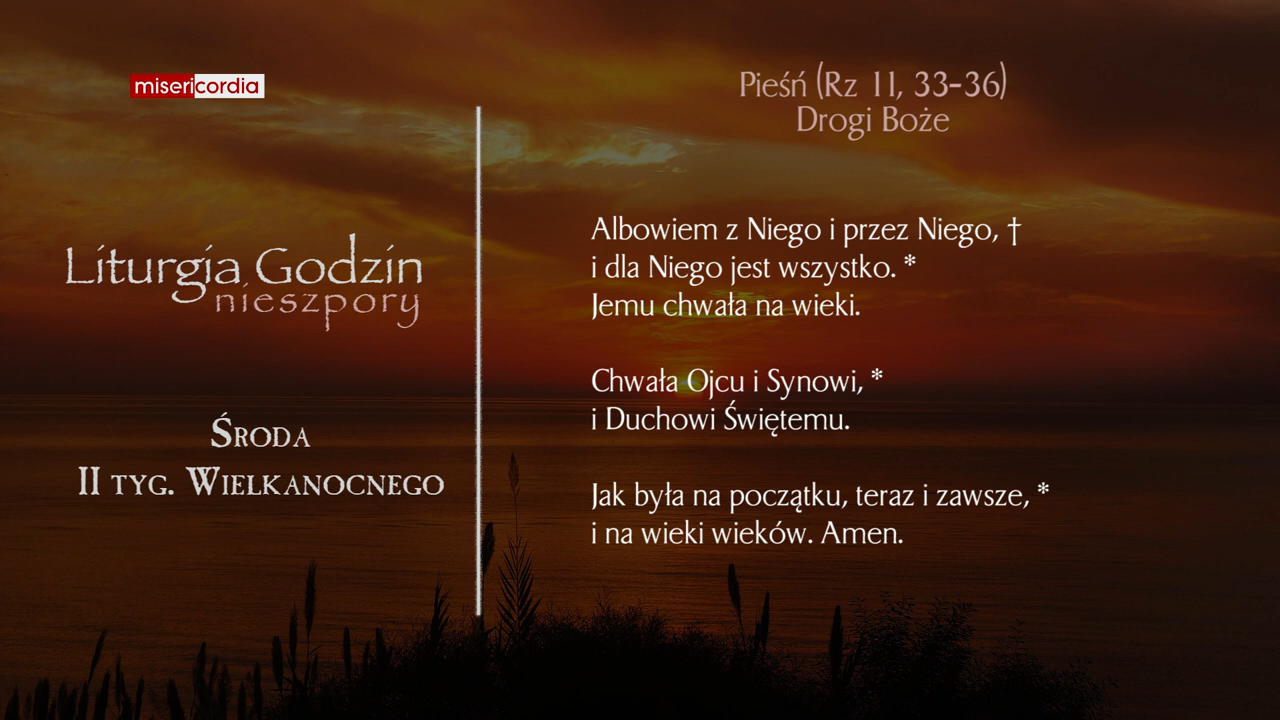 misericordia
Liturgia Godzin
nieszpory
Środa
II tyg. Wielkanocnego
Pieśń (Rz 11, 33-36)
Drogi Boże
Albowiem z Niego i przez Niego, †
i dla Niego jest wszystko. *
Jemu chwała na wieki.
Chwała Ojcu i Synowi, *
i Duchowi Świętemu.
Jak była na początku, teraz i zawsze, *
i na wieki wieków. Amen.